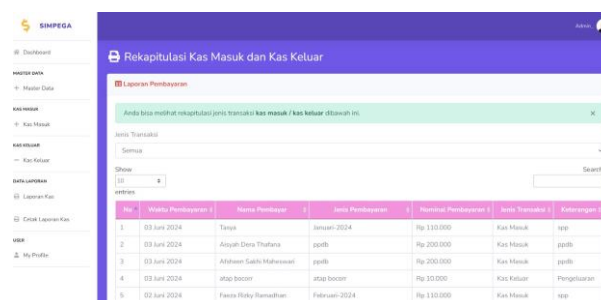 SIMPEGA
Admin
Dashboard
MASTER DATA
Master Data
KAS MASUK
Kas Masuk
KAS KELUAR
Kas Keluar
DATA LAPORAN
Laporan Kas
Cetak Laporan Kas
USER
My Profile
Rekapitulasi Kas Masuk dan Kas Keluar
Laporan Pembayaran
Anda bisa melihat rekapitulasi jenis transaksi kas masuk / kas keluar dibawah ini. ×
Jenis Transaksi
Semua
Show
10
entries
Search
No Waktu Pembayaran Nama Pembayar Jenis Pembayaran Nominal Pembayaran Jenis Transaksi Keterangan
1 03 Juni 2024 Tasya Januari-2024 Rp 110.000 Kas Masuk spp
2 03 Juni 2024 Aisyah Dera Thafana ppdb Rp 200.000 Kas Masuk ppdb
3 03 Juni 2024 Afsheen Sakhi Maheswari ppdb Rp 200.000 Kas Masuk ppdb
4 03 Juni 2024 atap bocorr atap bocorr Rp 10.000 Kas Keluar Pengeluaran
5 02 Juni 2024 Fawza Rizky Ramadhan Februari-2024 Rp 110.000 Kas Masuk spp